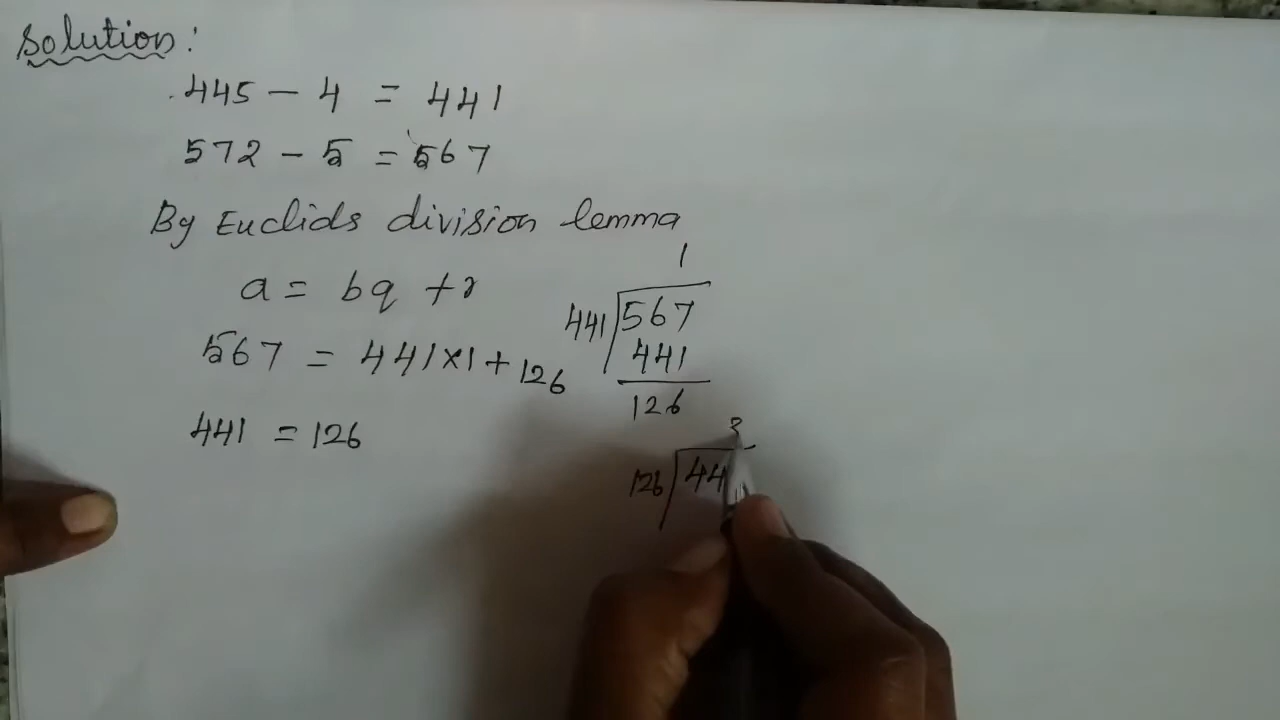 Solution:
445 - 4 = 441
572 - 5 = 567
By Euclids division lemma
a = bq + r
567 = 441 x 1 + 126
441 = 126
1
441 567
441
126
3
126 44